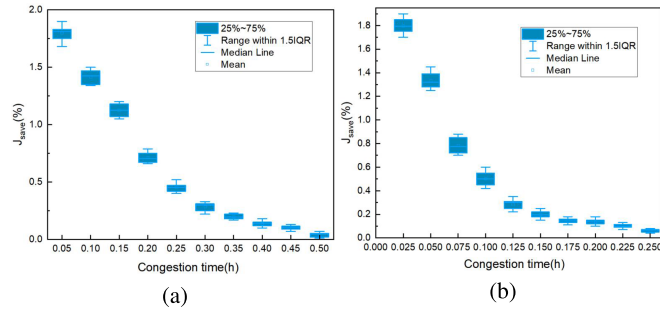 2.0
1.5
1.0
0.5
0.0
J_save(%)
25%~75%
Range within 1.5IQR
Median Line
Mean
0.05 0.10 0.15 0.20 0.25 0.30 0.35 0.40 0.45 0.50
Congestion time(h)
(a)
1.8
1.6
1.4
1.2
1.0
0.8
0.6
0.4
0.2
0.0
J_save(%)
25%~75%
Range within 1.5IQR
Median Line
Mean
0.000 0.025 0.050 0.075 0.100 0.125 0.150 0.175 0.200 0.225 0.250
Congestion time(h)
(b)